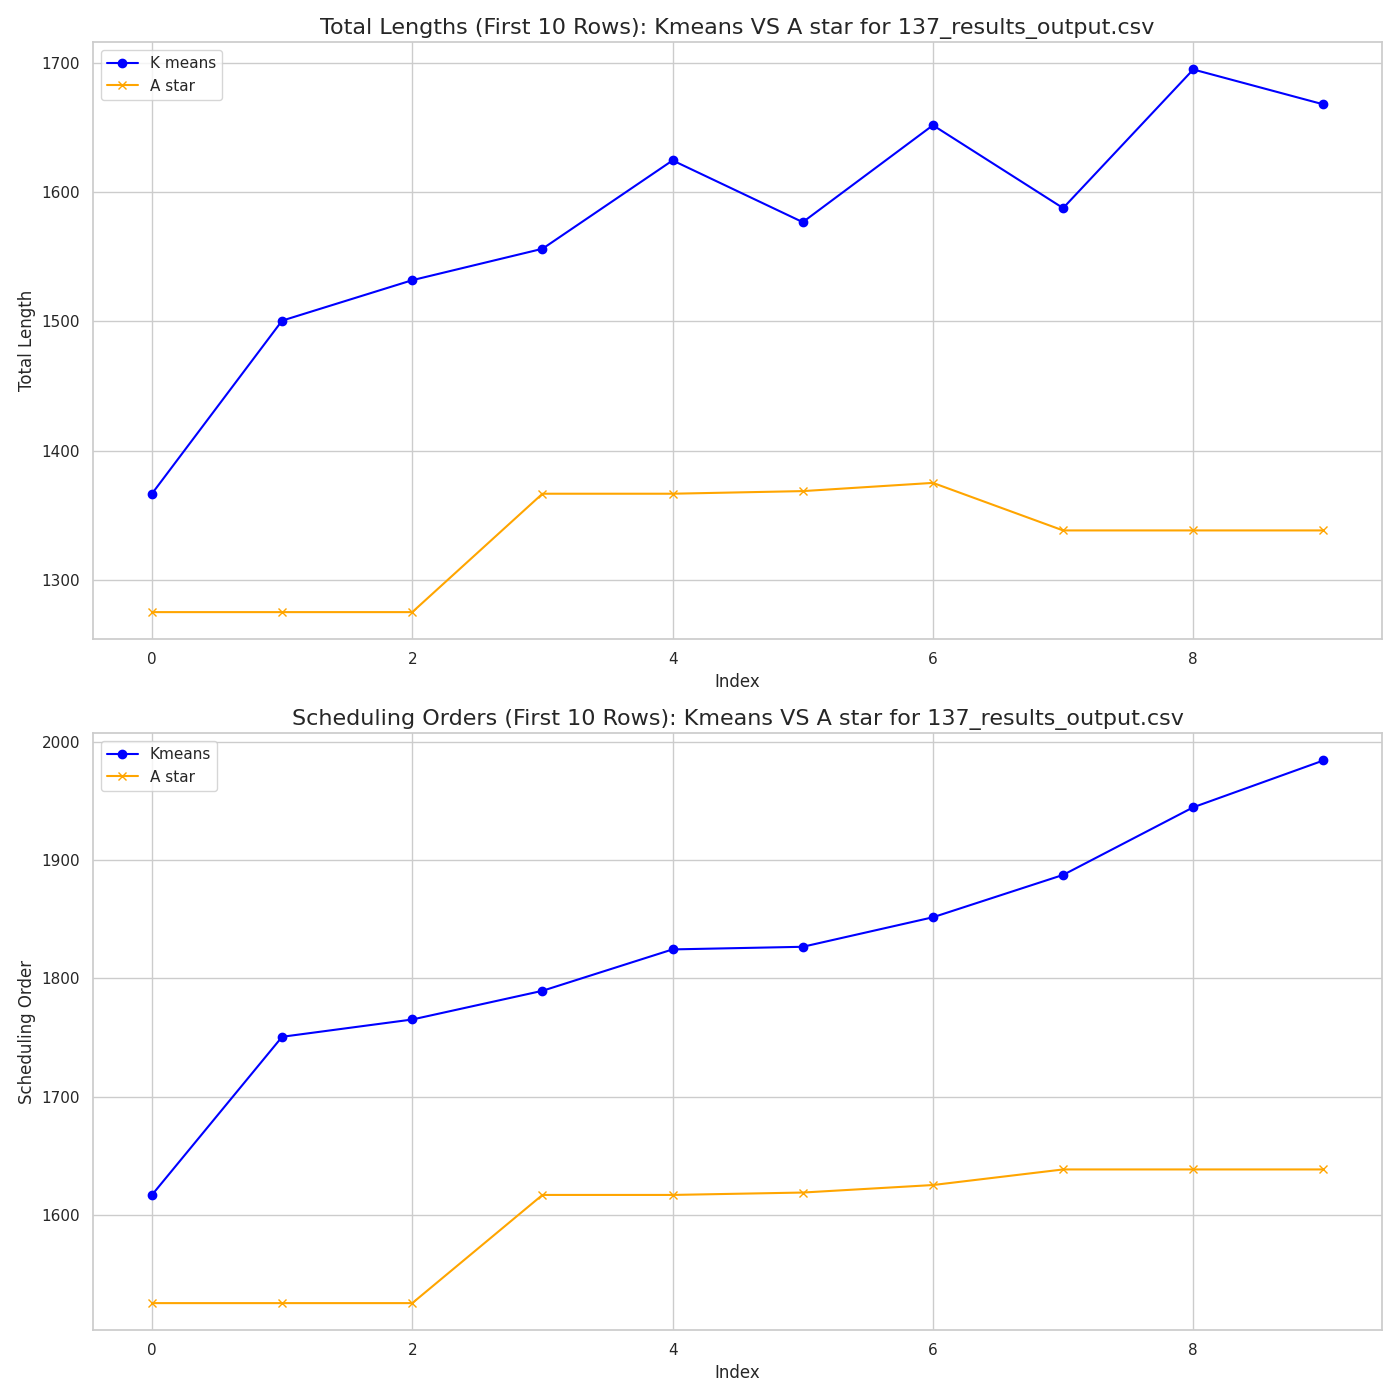 Total Lengths (First 10 Rows): Kmeans VS A star for 137_results_output.csv
K means
A star
1700
1600
1500
1400
1300
Total Length
0 2 4 6 8
Index
Scheduling Orders (First 10 Rows): Kmeans VS A star for 137_results_output.csv
Kmeans
A star
2000
1900
1800
1700
1600
Scheduling Order
0 2 4 6 8
Index